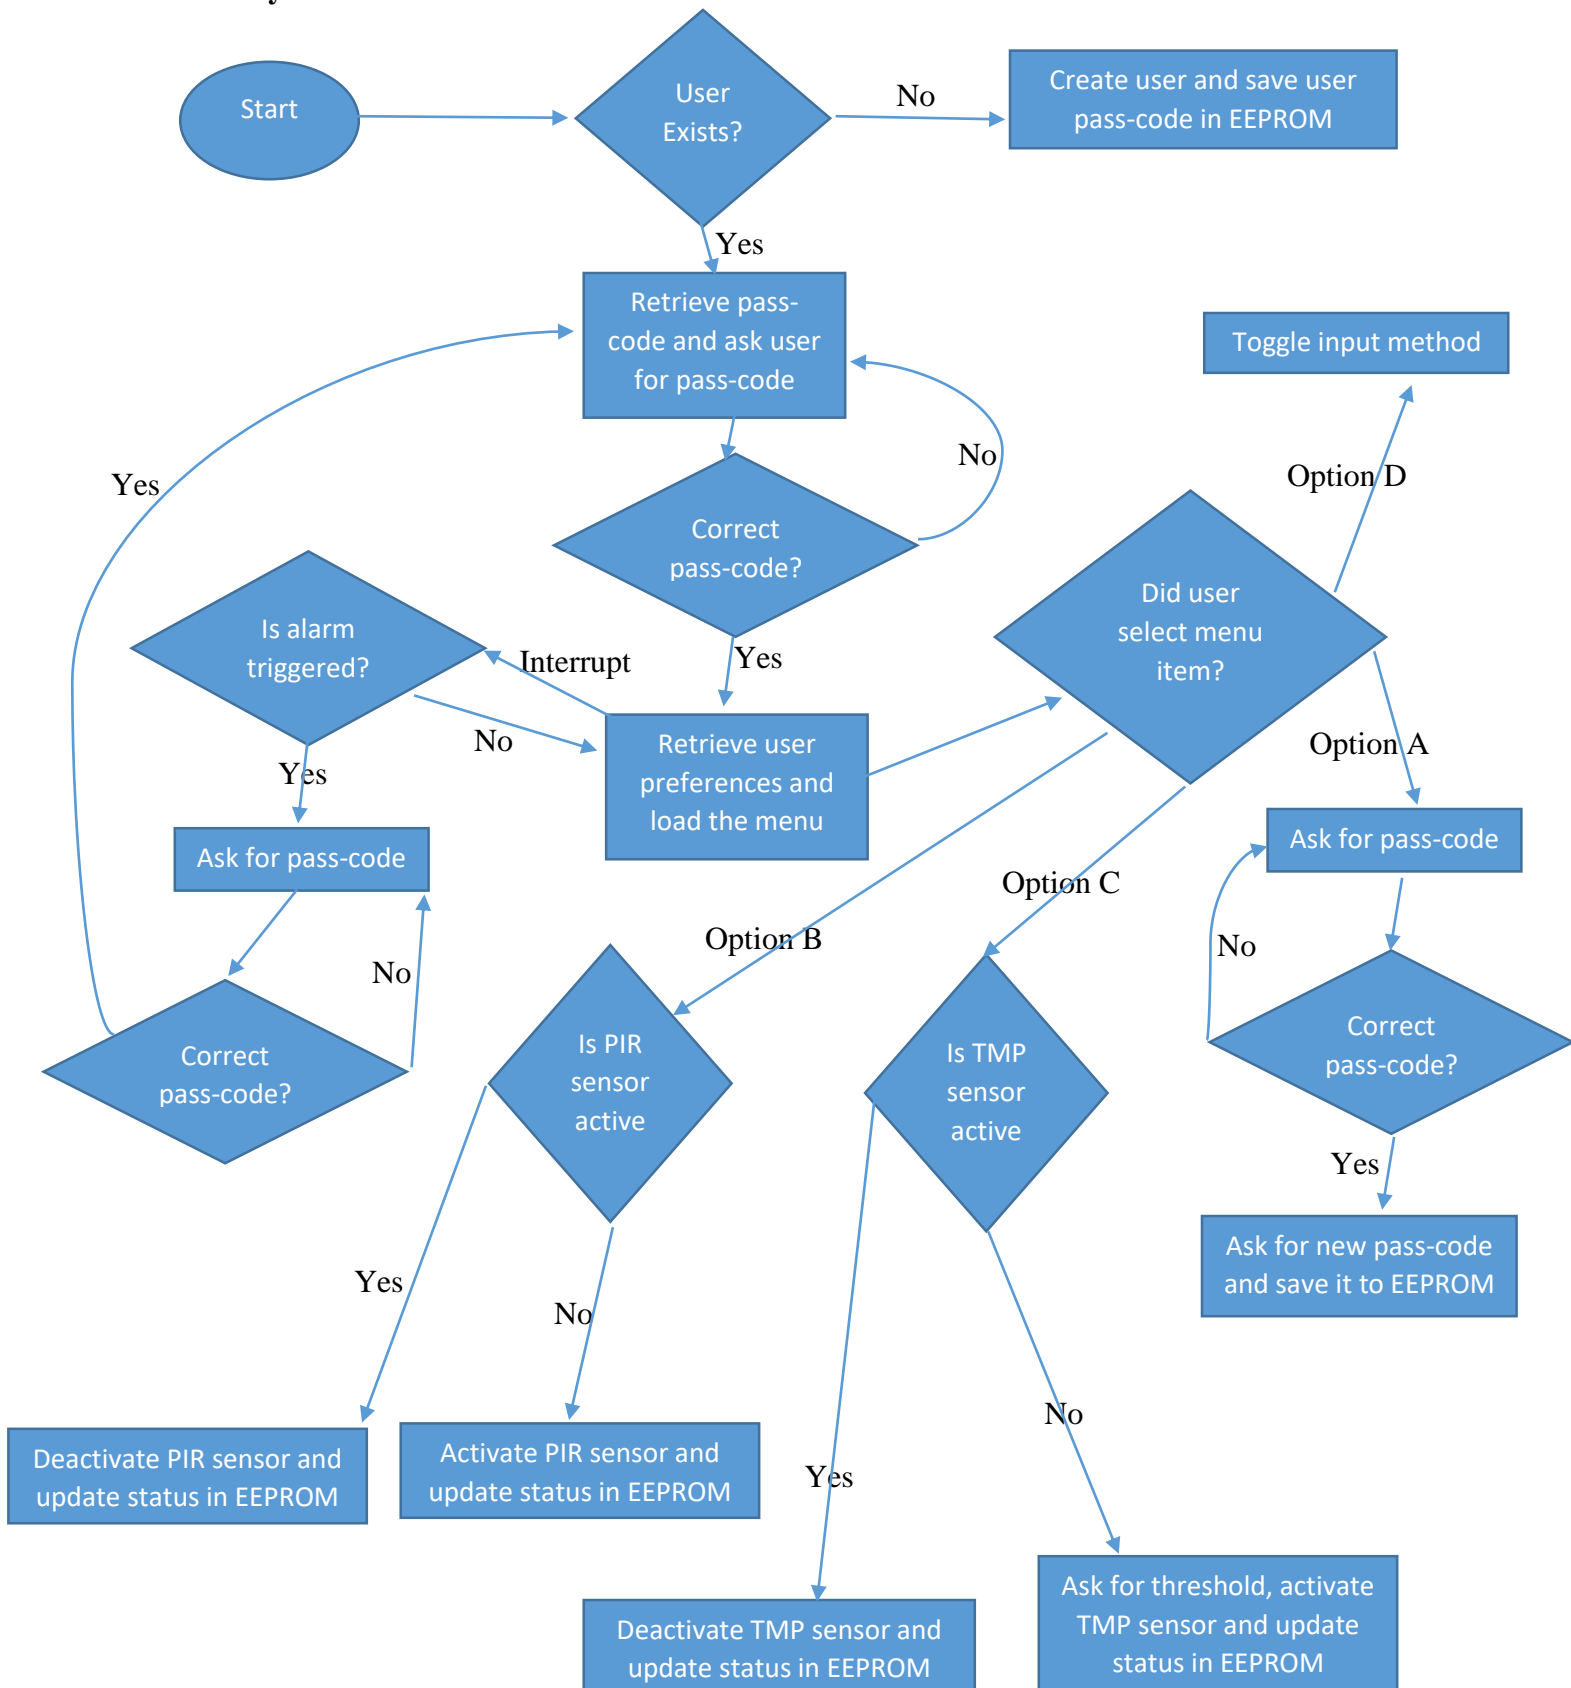 Start
User
Exists?
No
Create user and save user
pass-code in EEPROM
Yes
Retrieve pass-
code and ask user
for pass-code
Toggle input method
No
Yes
Option D
Correct
pass-code?
Did user
select menu
item?
Is alarm
triggered?
Interrupt
Yes
No
Retrieve user
preferences and
load the menu
Option A
Yes
Ask for pass-code
Ask for pass-code
Option C
Option B
No
No
Correct
pass-code?
Is PIR
sensor
active
Is TMP
sensor
active
Correct
pass-code?
Yes
Ask for new pass-code
and save it to EEPROM
Yes
No
No
Deactivate PIR sensor and
update status in EEPROM
Activate PIR sensor and
update status in EEPROM
Yes
Ask for threshold, activate
TMP sensor and update
status in EEPROM
Deactivate TMP sensor and
update status in EEPROM